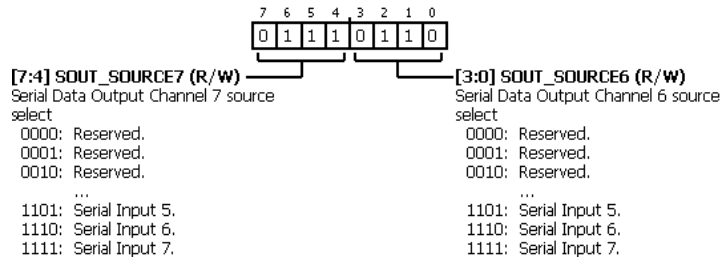 7 6 5 4 3 2 1 0
0 1 1 1 0 1 1 0
[7:4] SOUT_SOURCE7 (R/W)
Serial Data Output Channel 7 source
select
0000: Reserved.
0001: Reserved.
0010: Reserved.
...
1101: Serial Input 5.
1110: Serial Input 6.
1111: Serial Input 7.
[3:0] SOUT_SOURCE6 (R/W)
Serial Data Output Channel 6 source
select
0000: Reserved.
0001: Reserved.
0010: Reserved.
...
1101: Serial Input 5.
1110: Serial Input 6.
1111: Serial Input 7.